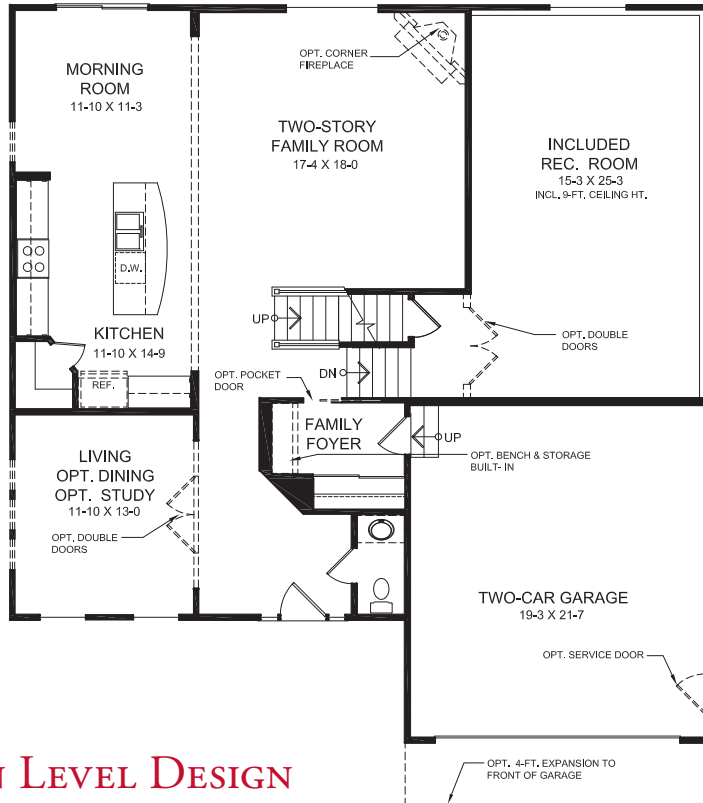 MORNING
ROOM
11-10 X 11-3
OPT. CORNER
FIREPLACE
TWO-STORY
FAMILY ROOM
17-4 X 18-0
INCLUDED
REC. ROOM
15-3 X 25-3
INCL. 9-FT. CEILING HT.
D.W.
KITCHEN
11-10 X 14-9
REF.
UP
DN
OPT. DOUBLE
DOORS
OPT. POCKET
DOOR
FAMILY
FOYER
UP
OPT. BENCH & STORAGE
BUILT- IN
LIVING
OPT. DINING
OPT. STUDY
11-10 X 13-0
OPT. DOUBLE
DOORS
TWO-CAR GARAGE
19-3 X 21-7
OPT. SERVICE DOOR
OPT. 4-FT. EXPANSION TO
FRONT OF GARAGE
N LEVEL DESIGN